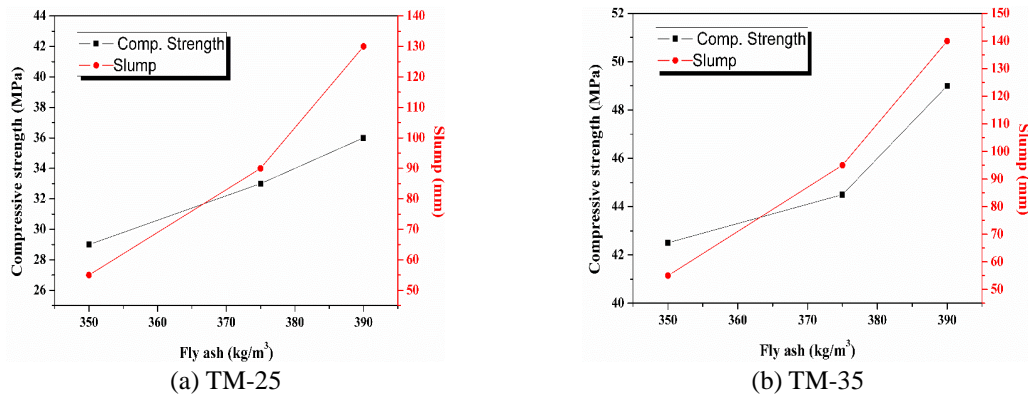 44
42
40
38
36
34
32
30
28
26
Compressive strength (MPa)
Comp. Strength
Slump
130
120
110
100
90
80
70
60
50
Slump (mm)
350 360 370 380 390
Fly ash (kg/m³)
(a) TM-25
52
50
48
46
44
42
40
Compressive strength (MPa)
Comp. Strength
Slump
150
140
130
120
110
100
90
80
70
60
50
Slump (mm)
350 360 370 380 390
Fly ash (kg/m³)
(b) TM-35